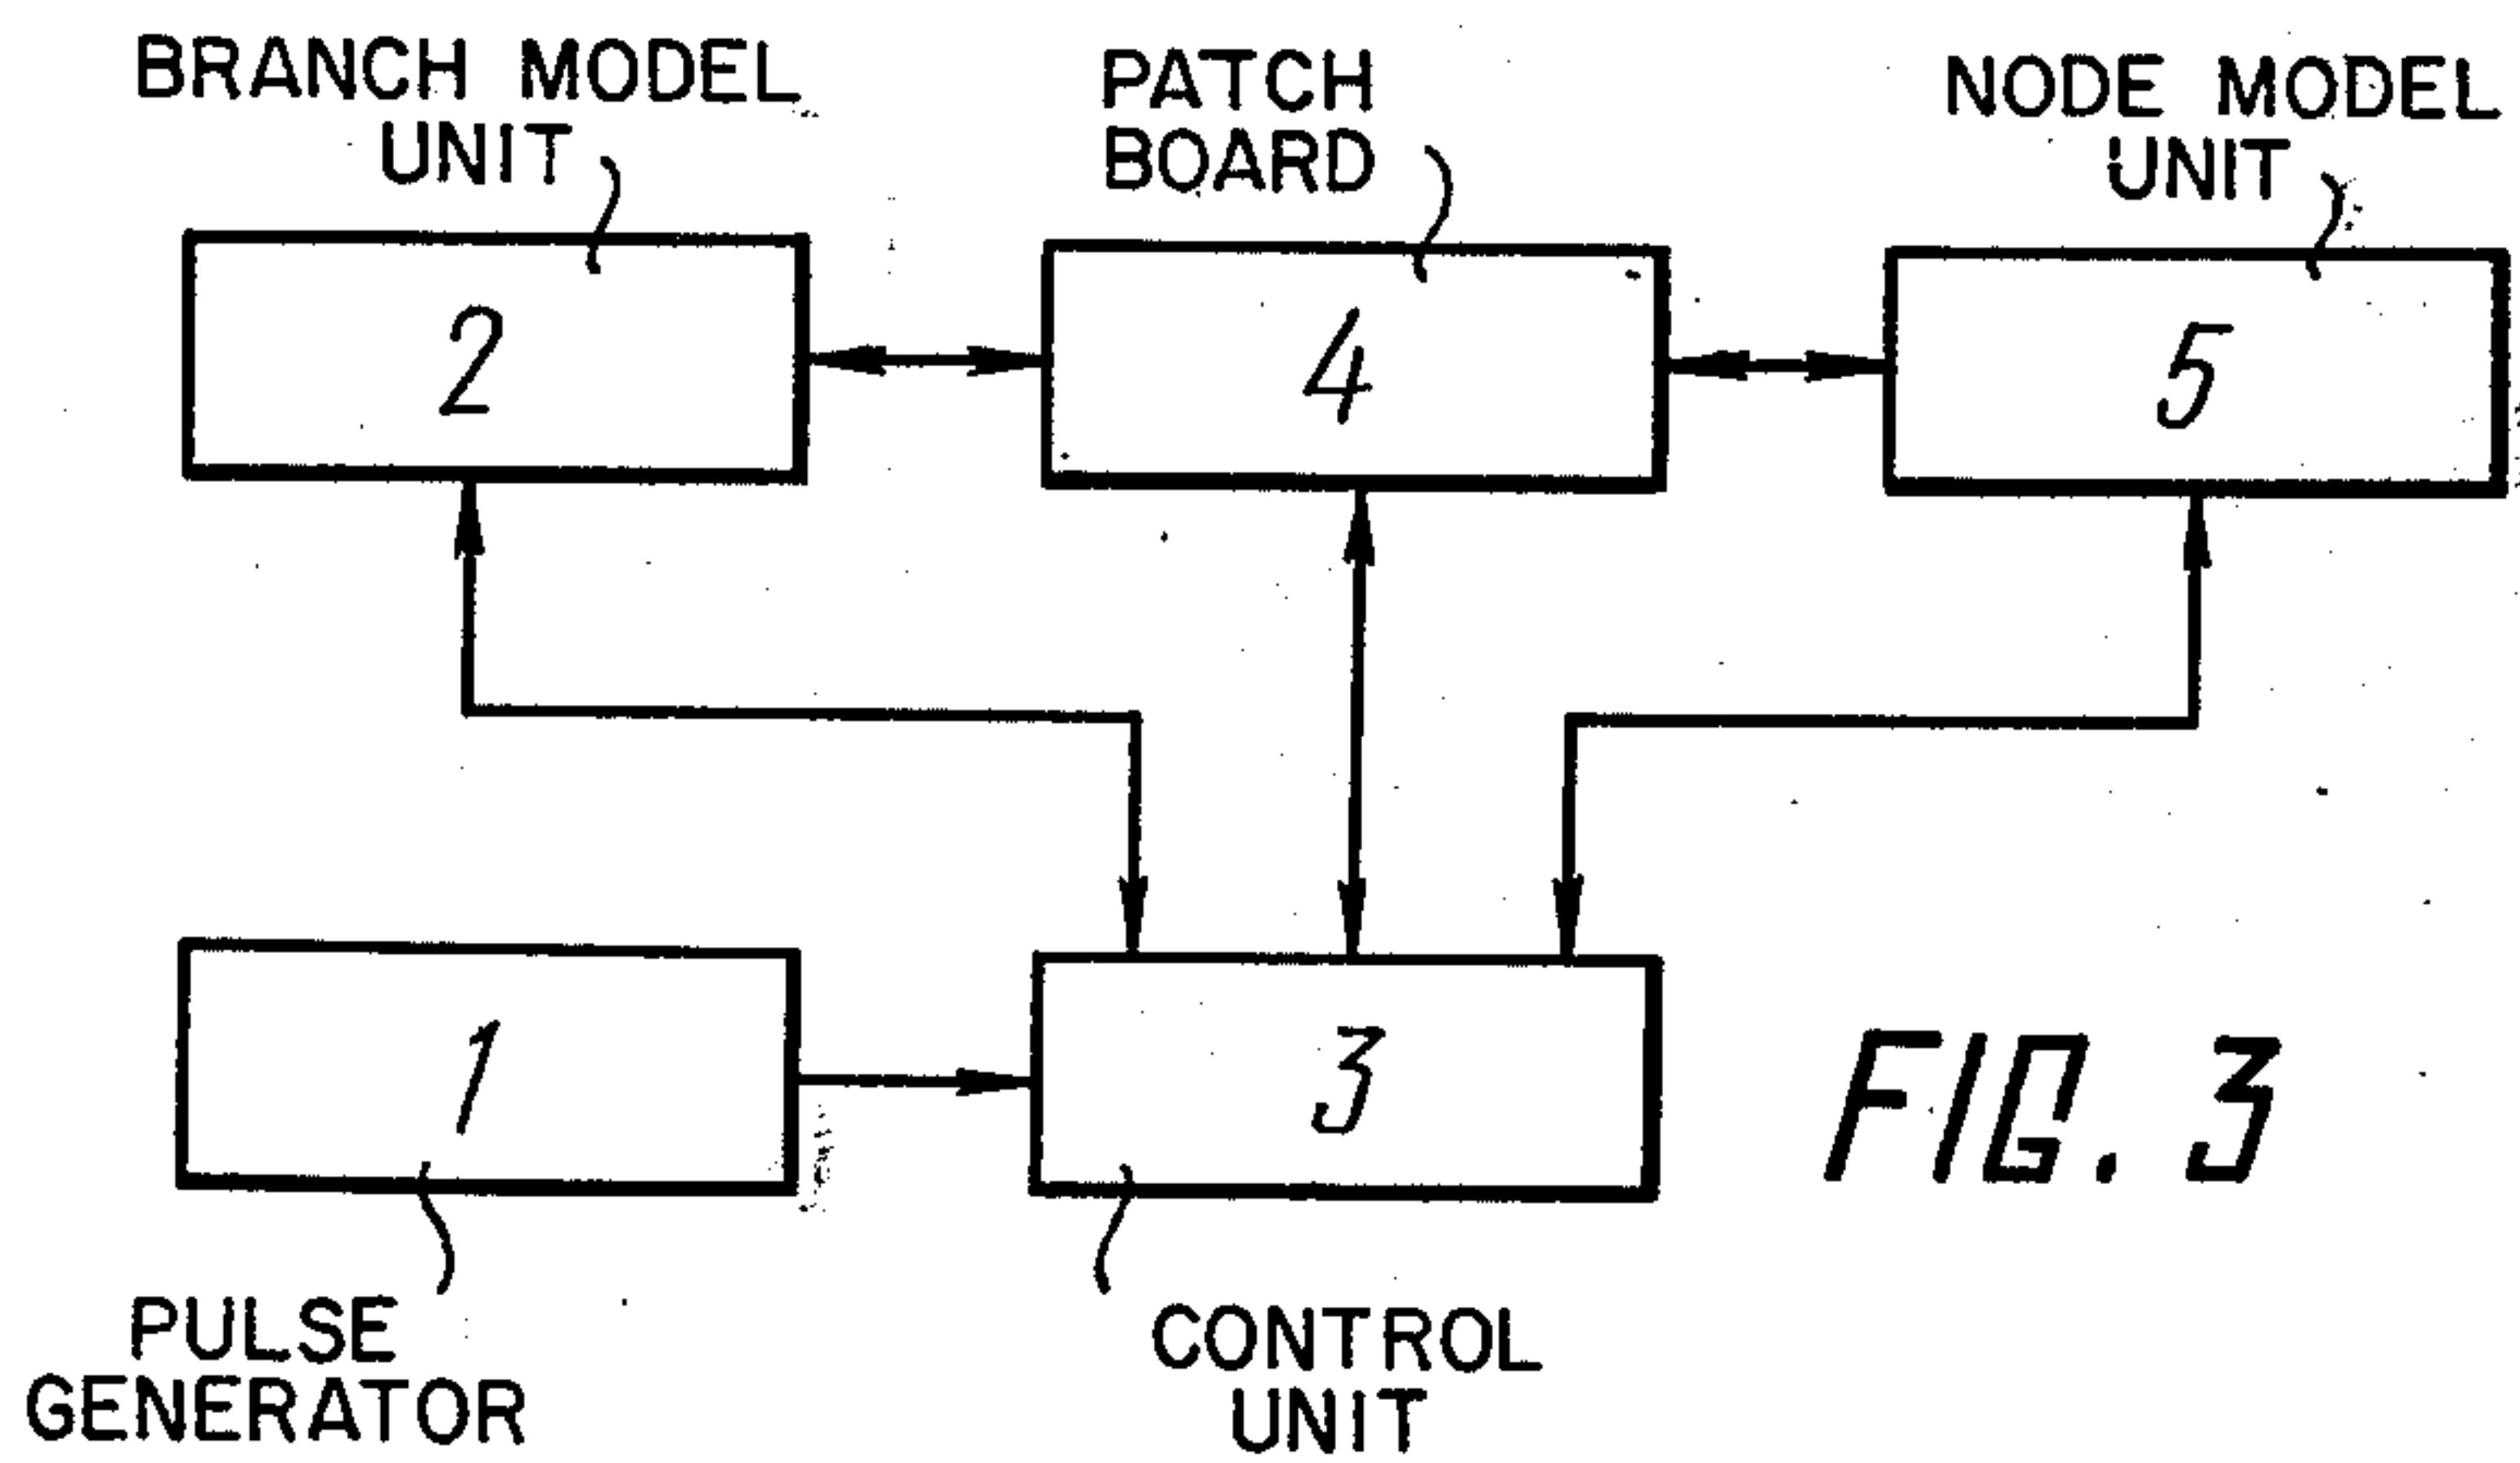 BRANCH MODEL
UNIT
PATCH
BOARD
NODE MODEL
UNIT
2
4
5
1
3
FIG. 3
PULSE
GENERATOR
CONTROL
UNIT